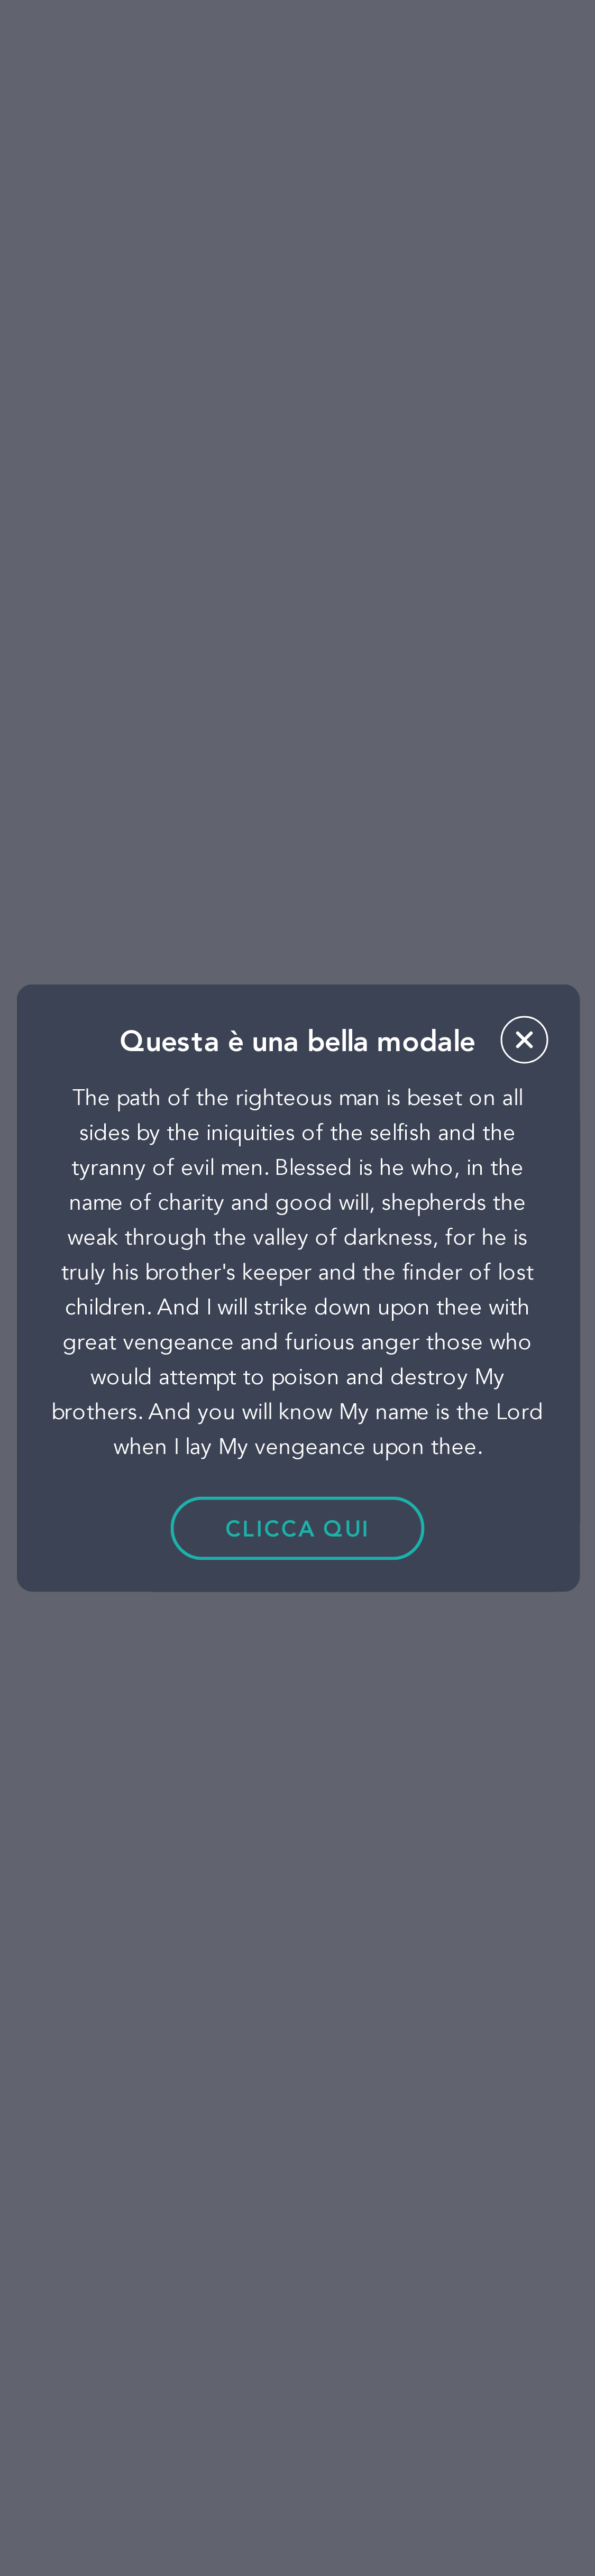 Questa è una bella modale
The path of the righteous man is beset on all
sides by the iniquities of the selfish and the
tyranny of evil men. Blessed is he who, in the
name of charity and good will, shepherds the
weak through the valley of darkness, for he is
truly his brother's keeper and the finder of lost
children. And I will strike down upon thee with
great vengeance and furious anger those who
would attempt to poison and destroy My
brothers. And you will know My name is the Lord
when I lay My vengeance upon thee.
CLICCA QUI